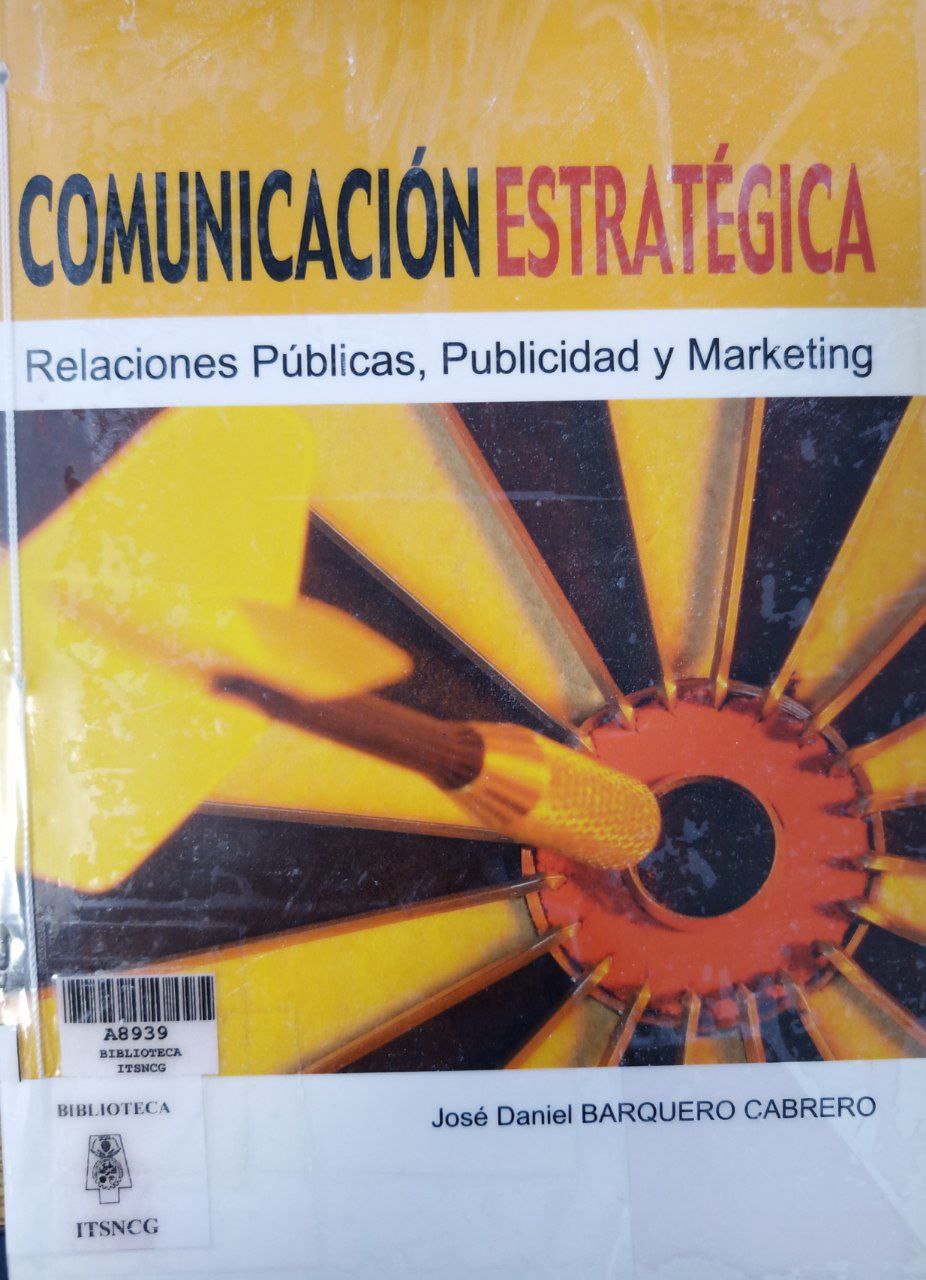 COMUNICACIÓN ESTRATÉGICA
Relaciones Públicas, Publicidad y Marketing
A8939
BIBLIOTECA
ITSNCG
BIBLIOTECA
ITSNCG
José Daniel BARQUERO CABRERO